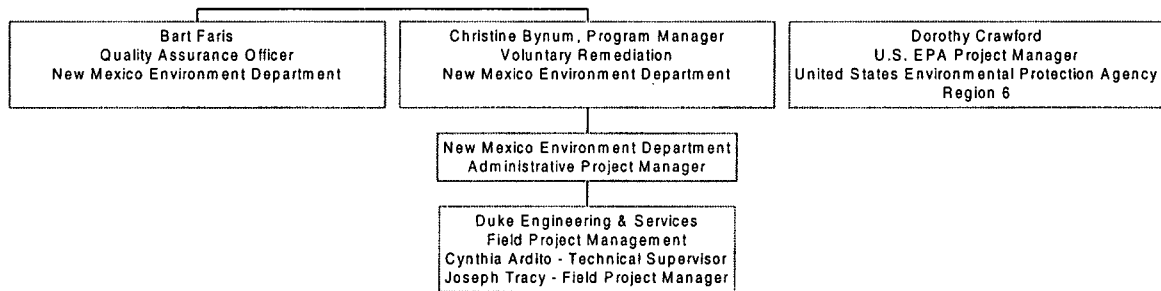 Bart Faris
Quality Assurance Officer
New Mexico Environment Department
Christine Bynum, Program Manager
Voluntary Remediation
New Mexico Environment Department
Dorothy Crawford
U.S. EPA Project Manager
United States Environmental Protection Agency
Region 6
New Mexico Environment Department
Administrative Project Manager
Duke Engineering & Services
Field Project Management
Cynthia Ardito - Technical Supervisor
Joseph Tracy - Field Project Manager